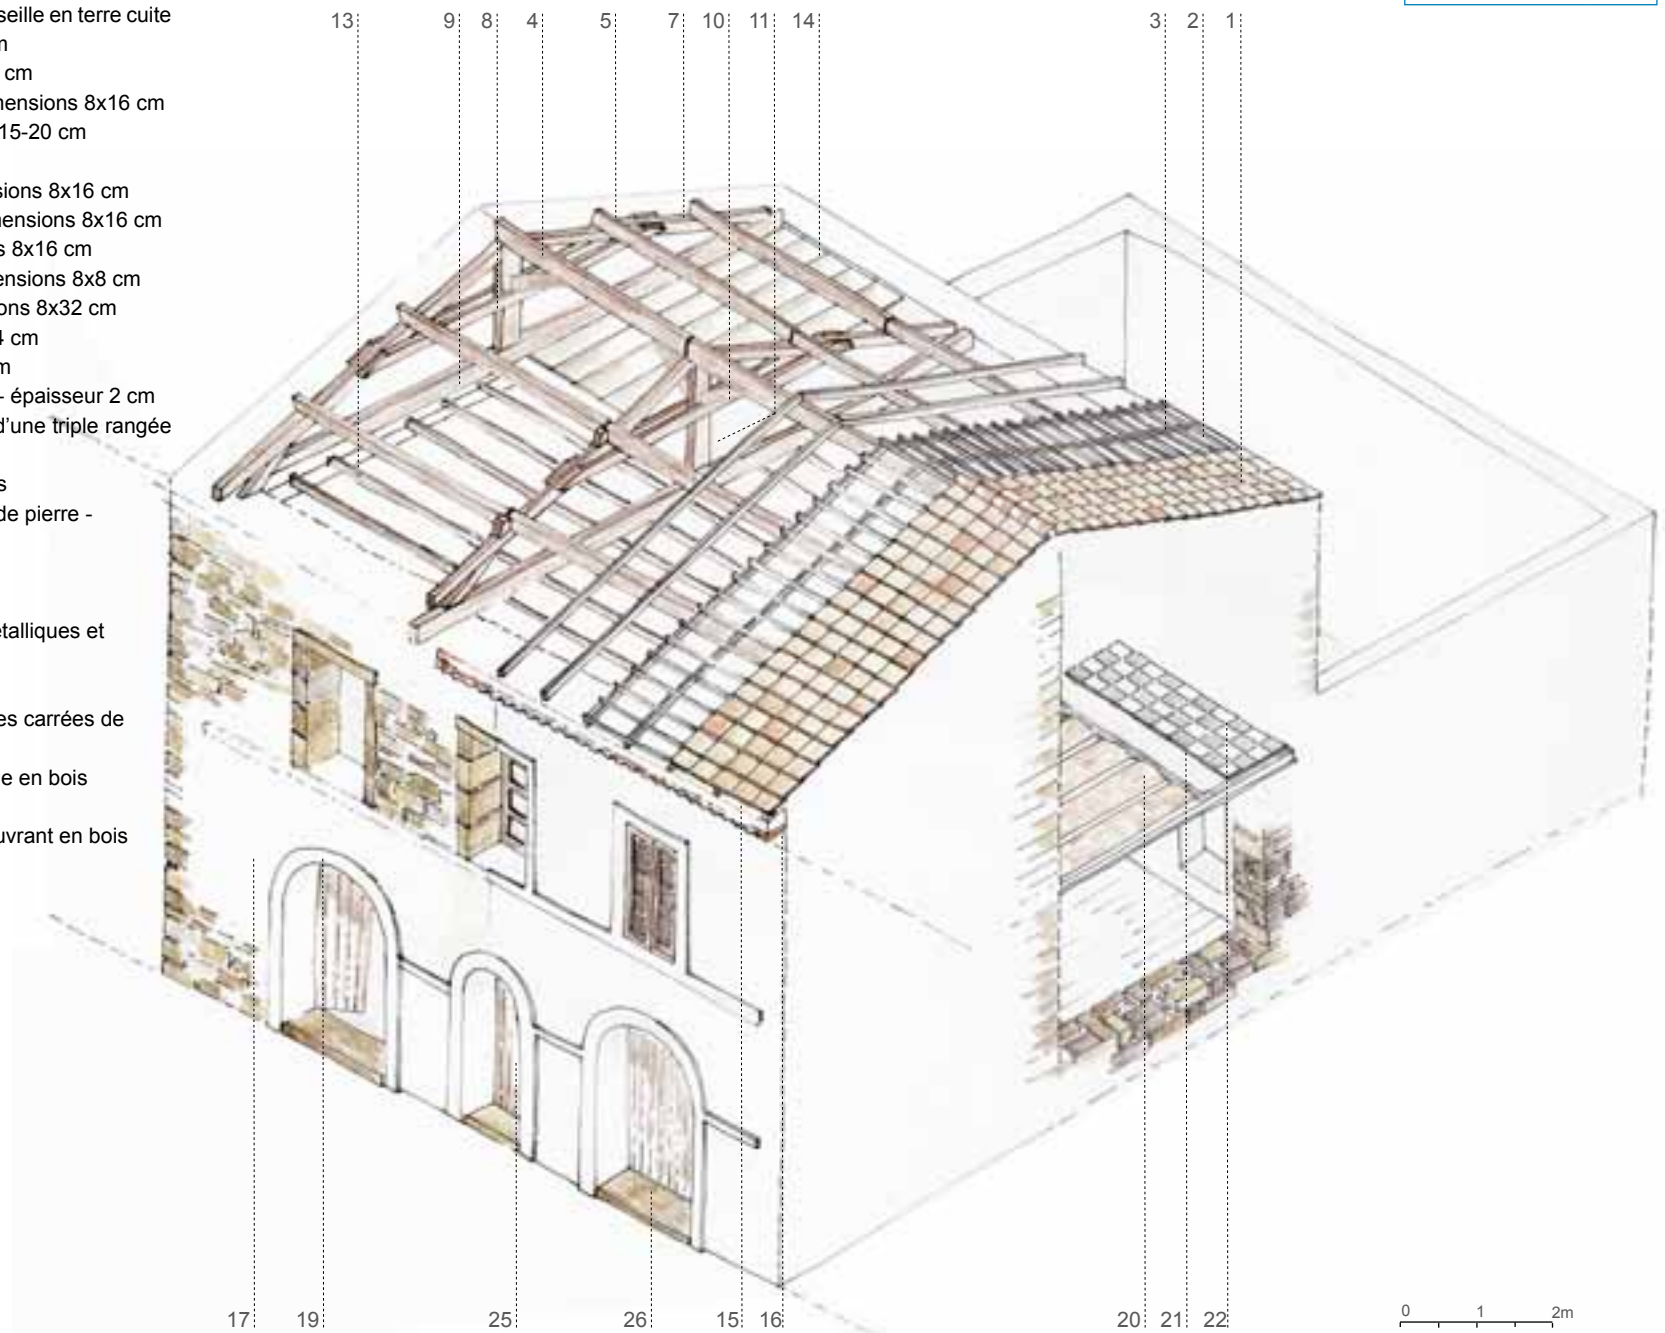 13 9 8 4 5 7 10 11 14 3 2 1
seille en terre cuite
m
cm
mensions 8x16 cm
15-20 cm
sions 8x16 cm
mensions 8x16 cm
s 8x16 cm
ensions 8x8 cm
ons 8x32 cm
4 cm
m
- épaisseur 2 cm
d'une triple rangée
s
de pierre -
étalliques et
es carrées de
e en bois
uvrant en bois
17 19 25 26 15 16 20 21 22
0 1 2m